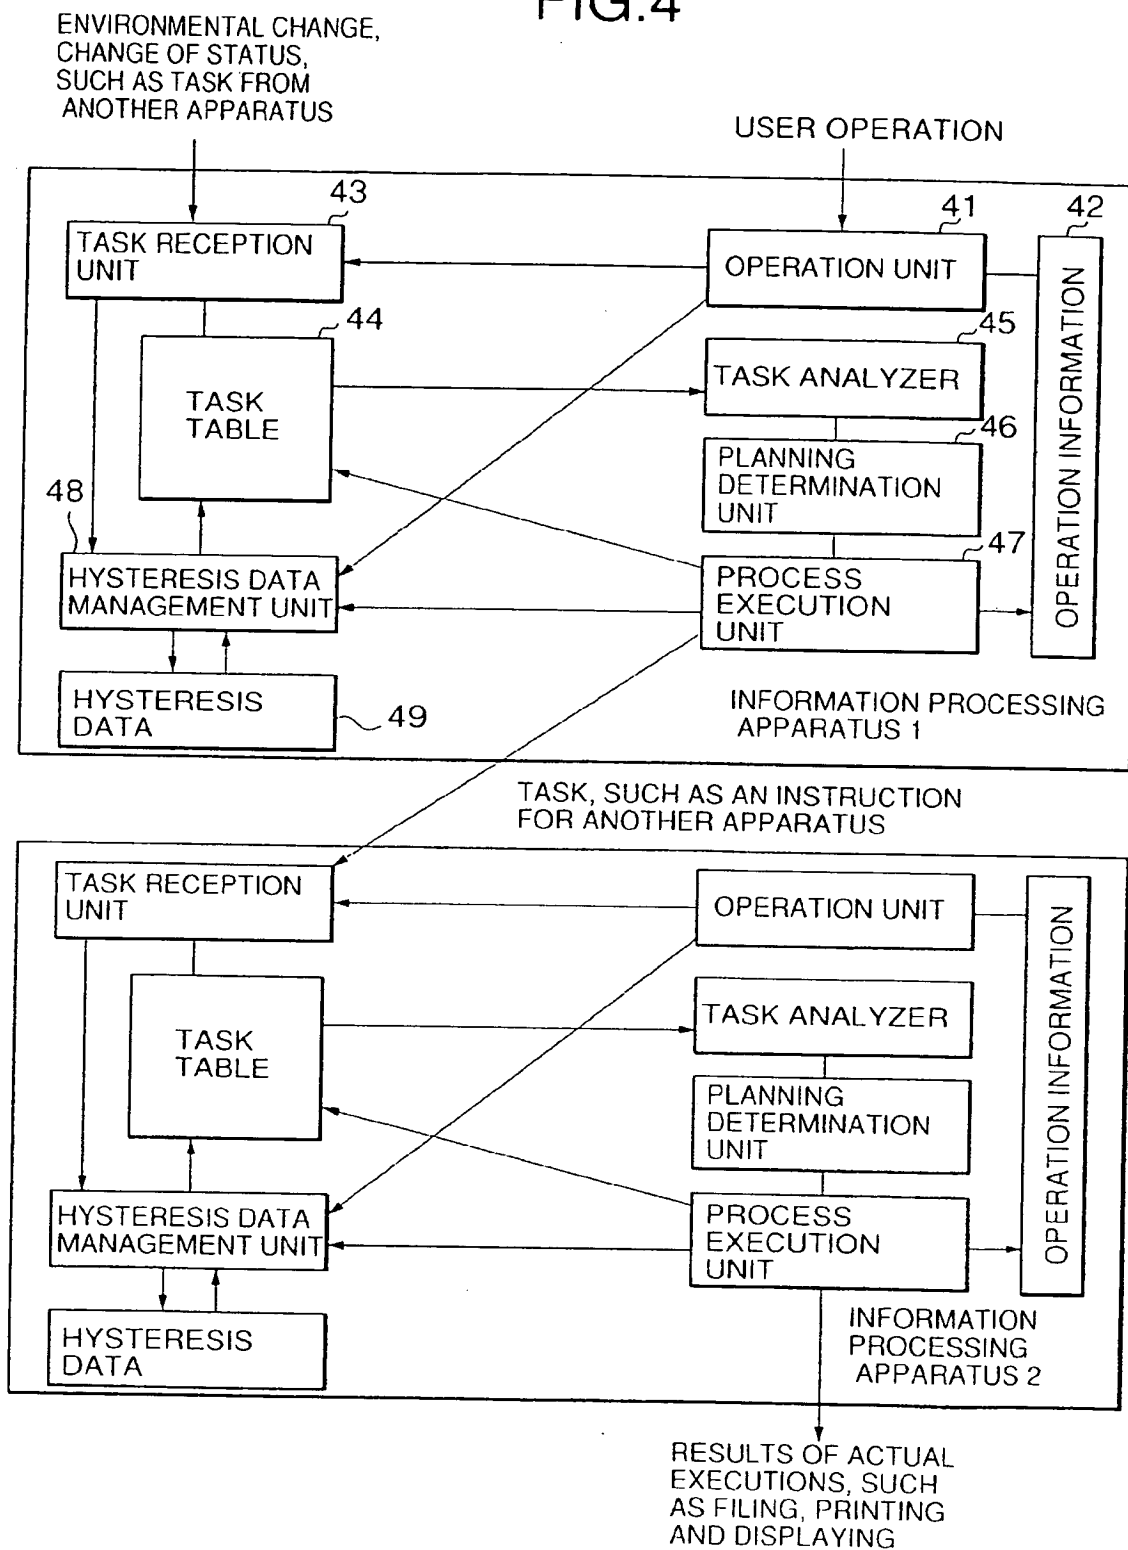 FIG.4
ENVIRONMENTAL CHANGE,
CHANGE OF STATUS,
SUCH AS TASK FROM
ANOTHER APPARATUS
USER OPERATION
43
TASK RECEPTION
UNIT
41
OPERATION UNIT
42
OPERATION INFORMATION
44
TASK
TABLE
45
TASK ANALYZER
46
PLANNING
DETERMINATION
UNIT
48
HYSTERESIS DATA
MANAGEMENT UNIT
47
PROCESS
EXECUTION
UNIT
HYSTERESIS
DATA
49
INFORMATION PROCESSING
APPARATUS 1
TASK, SUCH AS AN INSTRUCTION
FOR ANOTHER APPARATUS
TASK RECEPTION
UNIT
OPERATION UNIT
OPERATION INFORMATION
TASK
TABLE
TASK ANALYZER
PLANNING
DETERMINATION
UNIT
HYSTERESIS DATA
MANAGEMENT UNIT
PROCESS
EXECUTION
UNIT
HYSTERESIS
DATA
INFORMATION
PROCESSING
APPARATUS 2
RESULTS OF ACTUAL
EXECUTIONS, SUCH
AS FILING, PRINTING
AND DISPLAYING